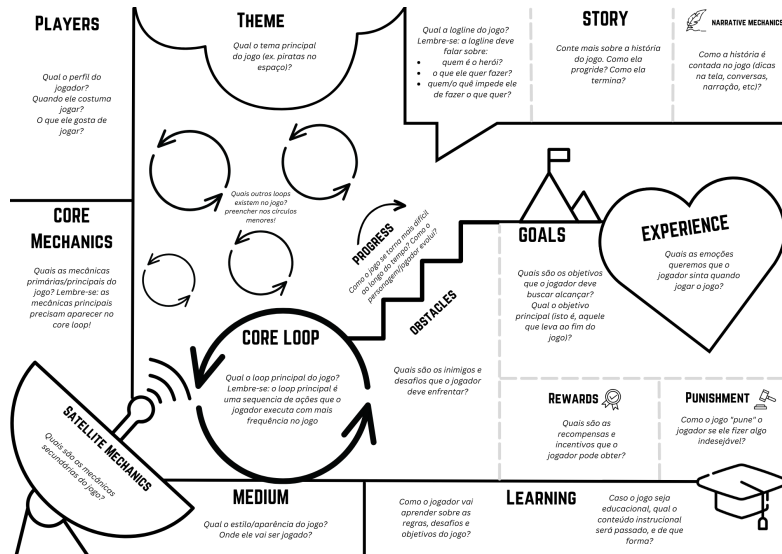 PLAYERS
Qual o perfil do
jogador?
Quando ele costuma
jogar?
O que ele gosta de
jogar?
THEME
Qual o tema principal
do jogo (ex. piratas no
espaço)?
Qual a logline do jogo?
Lembre-se: a logline deve
falar sobre:
• quem é o herói?
• o que ele quer fazer?
• quem/o quê impede ele
de fazer o que quer?
STORY
Conte mais sobre a história
do jogo. Como ela
progride? Como ela
termina?
NARRATIVE MECHANICS
Como a história é
contada no jogo (dicas
na tela, conversas,
narração, etc)?
Quais outros loops
existem no jogo?
preencher nos círculos
menores!
PROGRESS
Como o jogo se torna mais difícil
ao longo do tempo? Como o
personagem/jogador evolui?
OBSTACLES
Quais são os inimigos e
desafios que o jogador
deve enfrentar?
CORE
MECHANICS
Quais as mecânicas
primárias/principais do
jogo? Lembre-se: as
mecânicas principais
precisam aparecer no
core loop!
GOALS
Quais são os objetivos
que o jogador deve
buscar alcançar?
Qual o objetivo
principal (isto é, aquele
que leva ao fim do
jogo)?
EXPERIENCE
Quais as emoções
queremos que o
jogador sinta quando
jogar o jogo?
CORE LOOP
Qual o loop principal do jogo?
Lembre-se: o loop principal é
uma sequencia de ações que o
jogador executa com mais
frequência no jogo
SATELLITE MECHANICS
Quais são as mecânicas
secundárias do jogo?
REWARDS
Quais são as
recompensas e
incentivos que o
jogador pode obter?
PUNISHMENT
Como o jogo "pune" o
jogador se ele fizer algo
indesejável?
MEDIUM
Qual o estilo/aparência do jogo?
Onde ele vai ser jogado?
LEARNING
Como o jogador vai
aprender sobre as
regras, desafios e
objetivos do jogo?
Caso o jogo seja
educacional, qual o
conteúdo instrucional
será passado, e de que
forma?